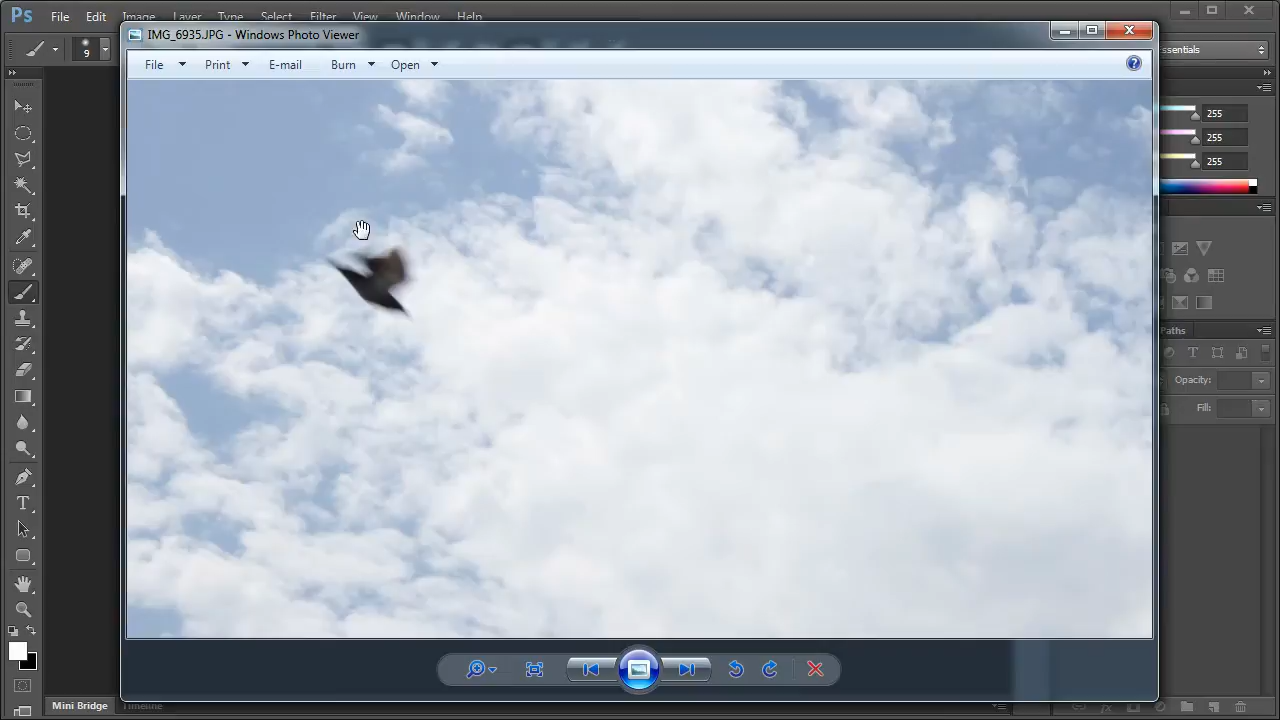 Ps File Edit Image Layer Type Select Filter View Window Help
IMG_6935.JPG - Windows Photo Viewer
9
File Print E-mail Burn Open
255
255
255
Paths
Opacity:
Fill:
Mini Bridge Timeline